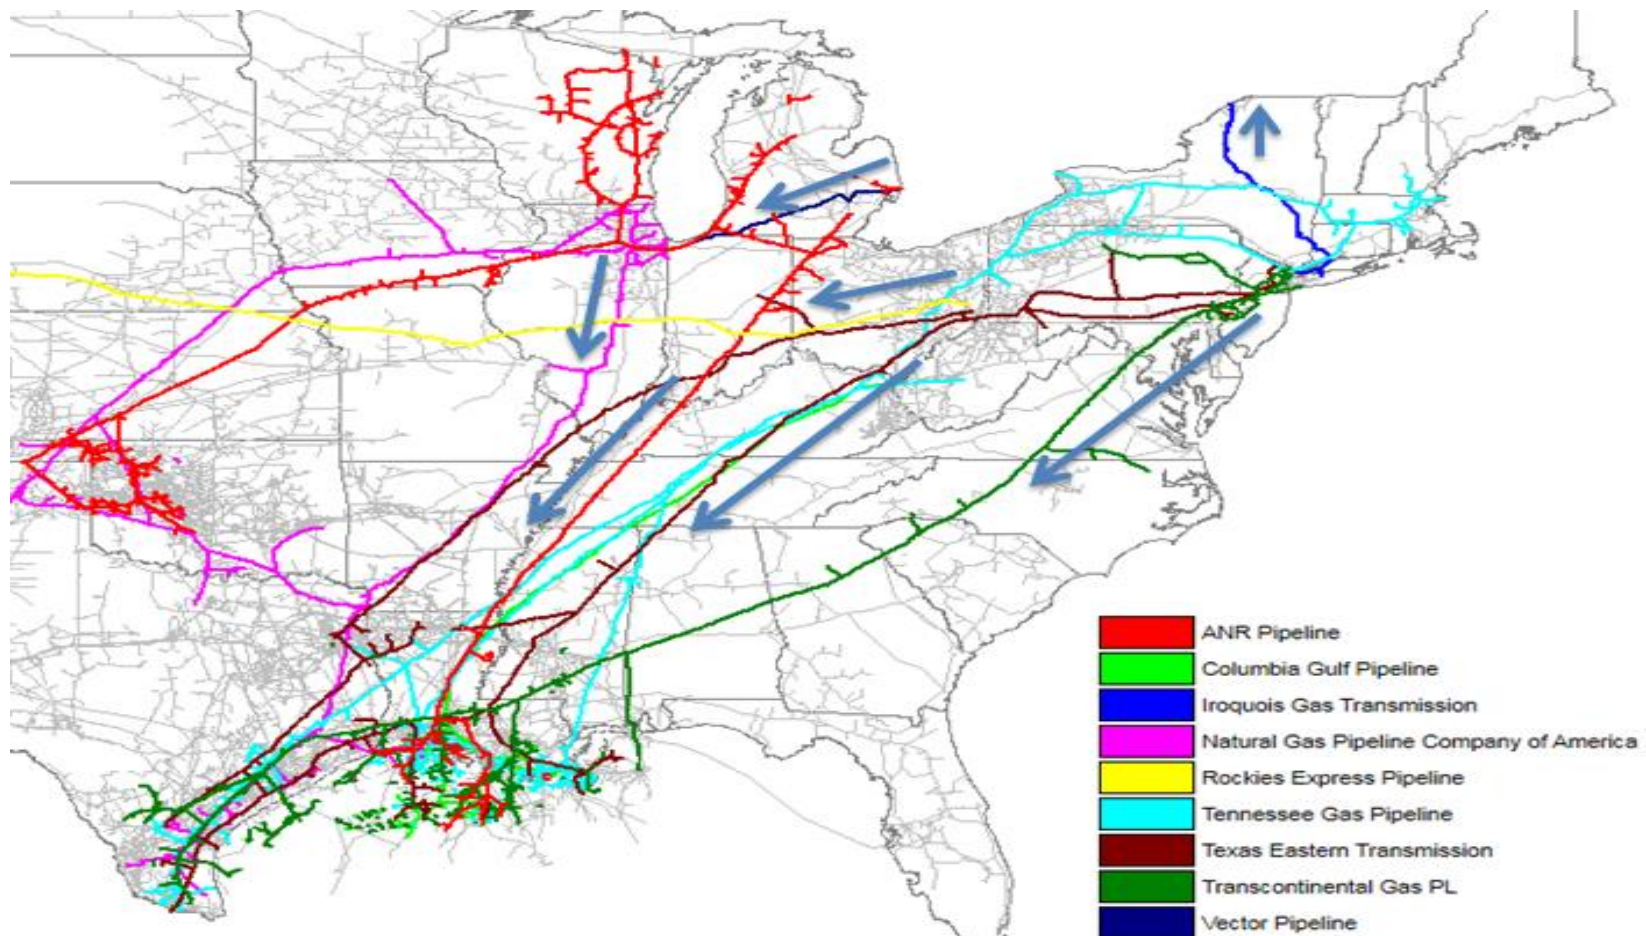 ANR Pipeline
Columbia Gulf Pipeline
Iroquois Gas Transmission
Natural Gas Pipeline Company of America
Rockies Express Pipeline
Tennessee Gas Pipeline
Texas Eastern Transmission
Transcontinental Gas PL
Vector Pipeline